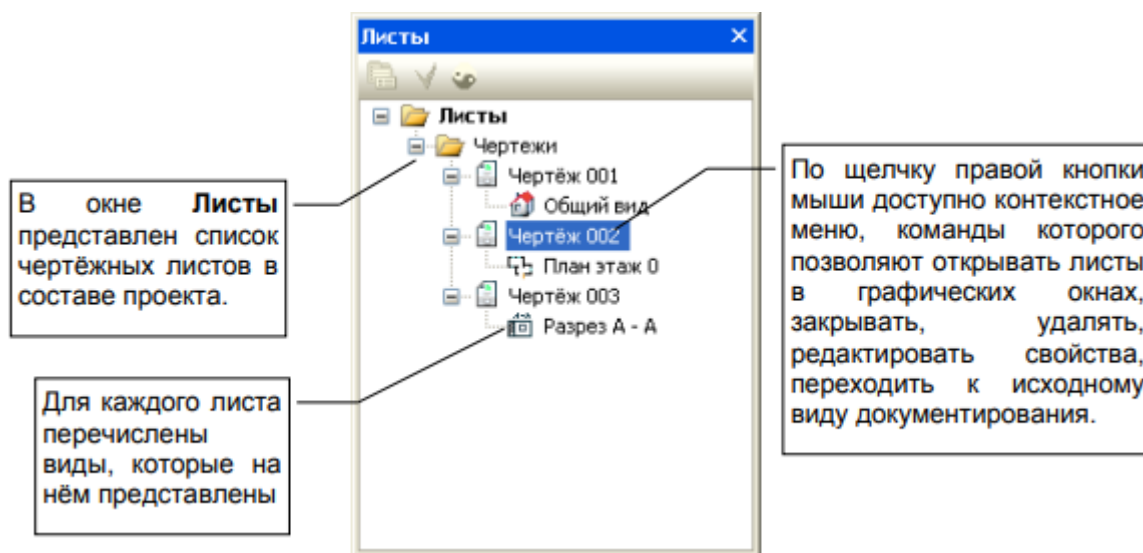 Листы
Листы
Чертежи
Чертёж 001
Общий вид
Чертёж 002
План этаж 0
Чертёж 003
Разрез А - А
В окне Листы
представлен список
чертёжных листов в
составе проекта.
Для каждого листа
перечислены
виды, которые на
нём представлены
По щелчку правой кнопки
мыши доступно контекстное
меню, команды которого
позволяют открывать листы
в графических окнах,
закрывать, удалять,
редактировать свойства,
переходить к исходному
виду документирования.